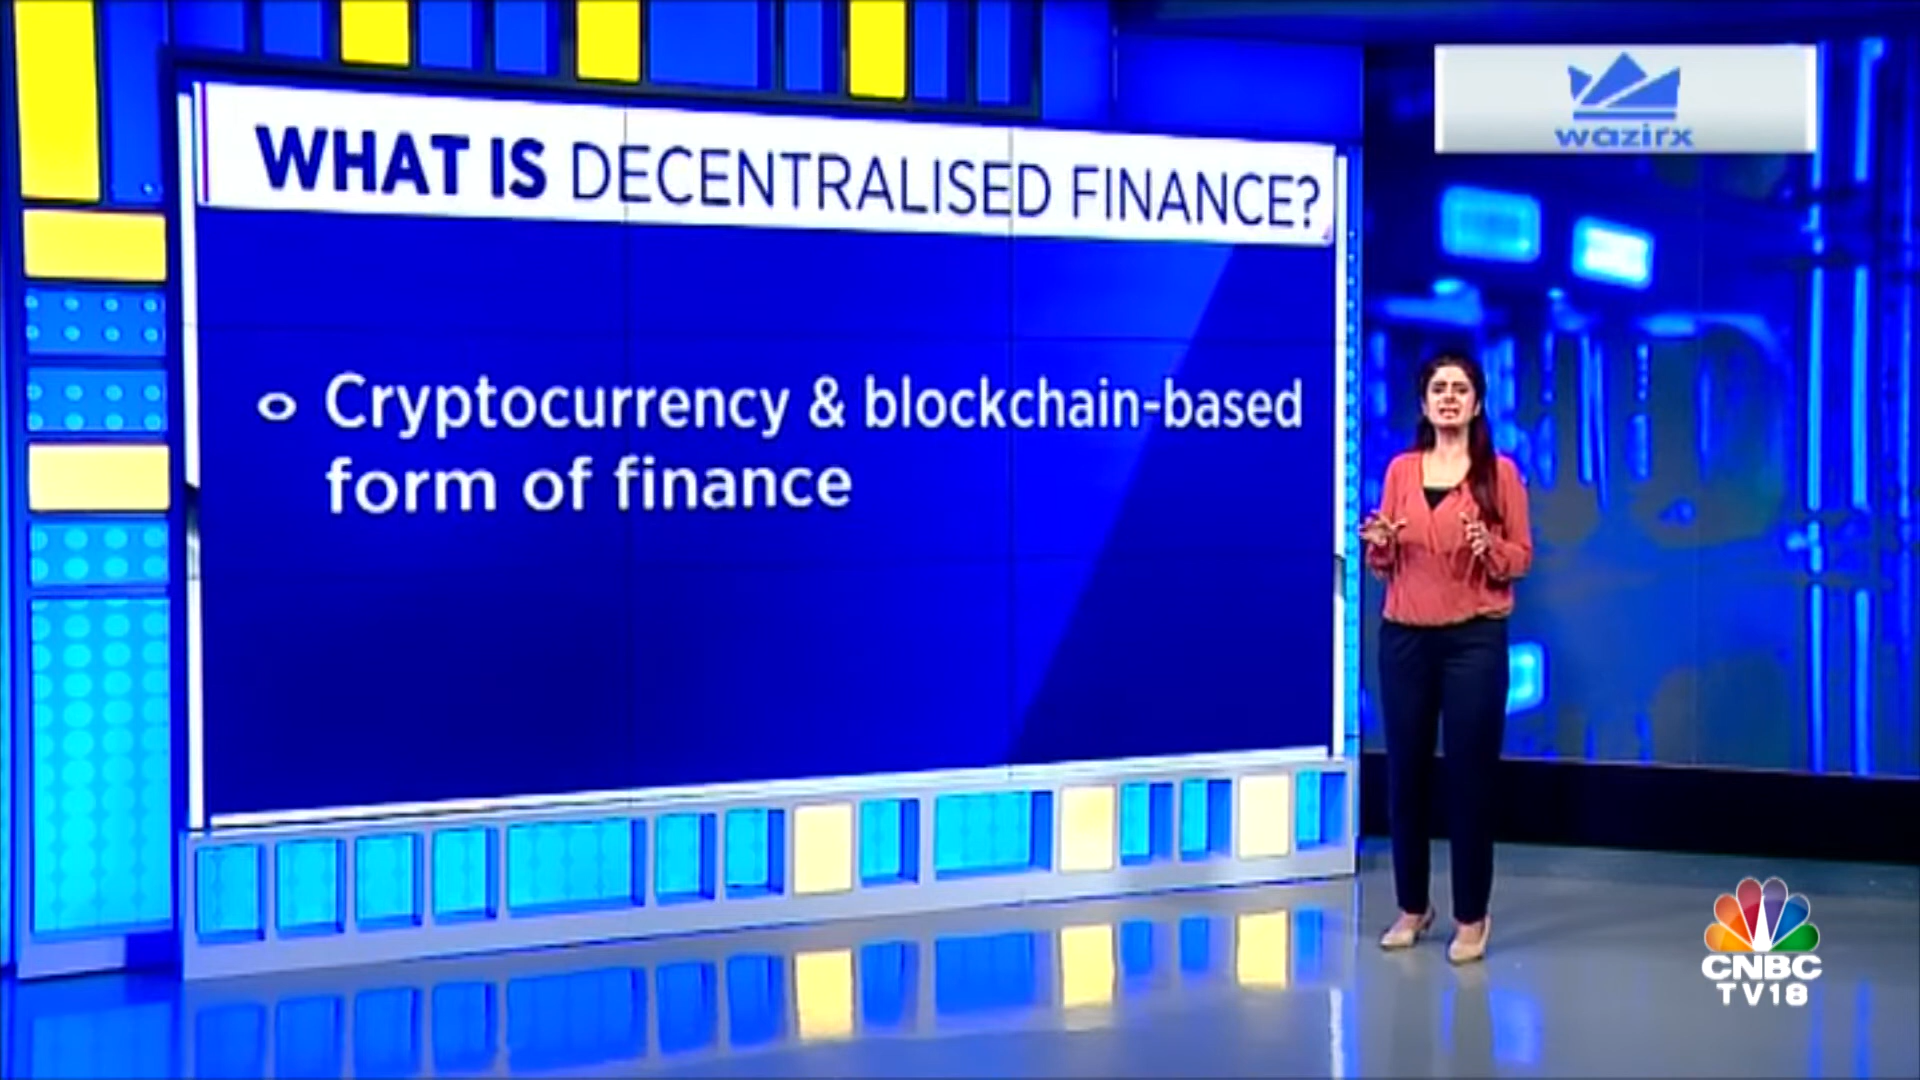 WHAT IS DECENTRALISED FINANCE?
wazirx
Cryptocurrency & blockchain-based
form of finance
CNBC
TV18